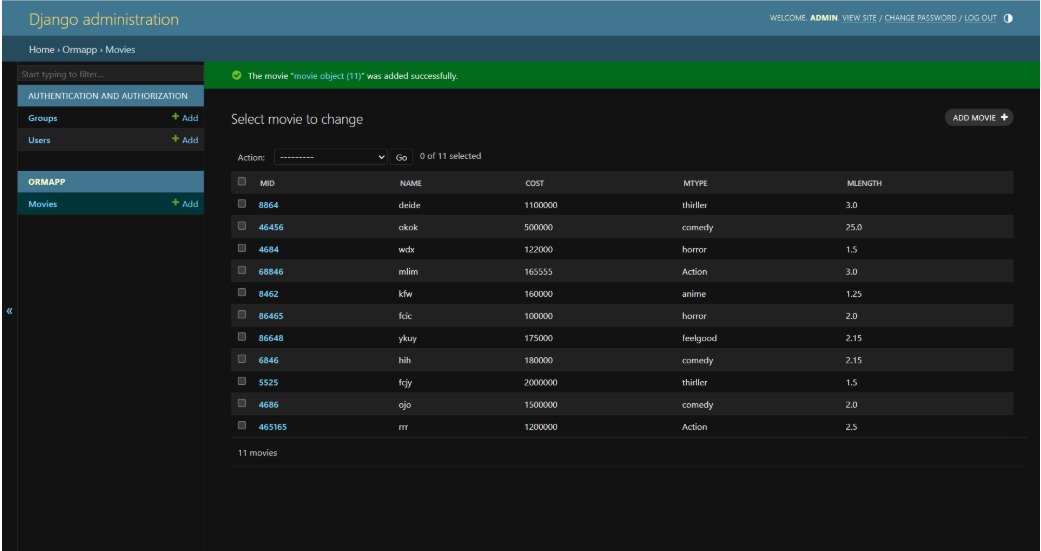 Django administration
WELCOME, ADMIN. VIEW SITE / CHANGE PASSWORD / LOG OUT
Home › Ormapp › Movies
Start typing to filter...
AUTHENTICATION AND AUTHORIZATION
Groups + Add
Users + Add
ORMAPP
Movies + Add
«
The movie "movie object (11)" was added successfully.
Select movie to change
ADD MOVIE +
Action: --------- Go 0 of 11 selected
MID NAME COST MTYPE MLENGTH
8864 deide 1100000 thirller 3.0
46456 okok 500000 comedy 25.0
4684 wdx 122000 horror 1.5
68846 mlim 165555 Action 3.0
8462 kfw 160000 anime 1.25
86465 fcic 100000 horror 2.0
86648 ykuy 175000 feelgood 2.15
6846 hih 180000 comedy 2.15
5525 fcjy 2000000 thirller 1.5
4686 ojo 1500000 comedy 2.0
465165 rrr 1200000 Action 2.5
11 movies